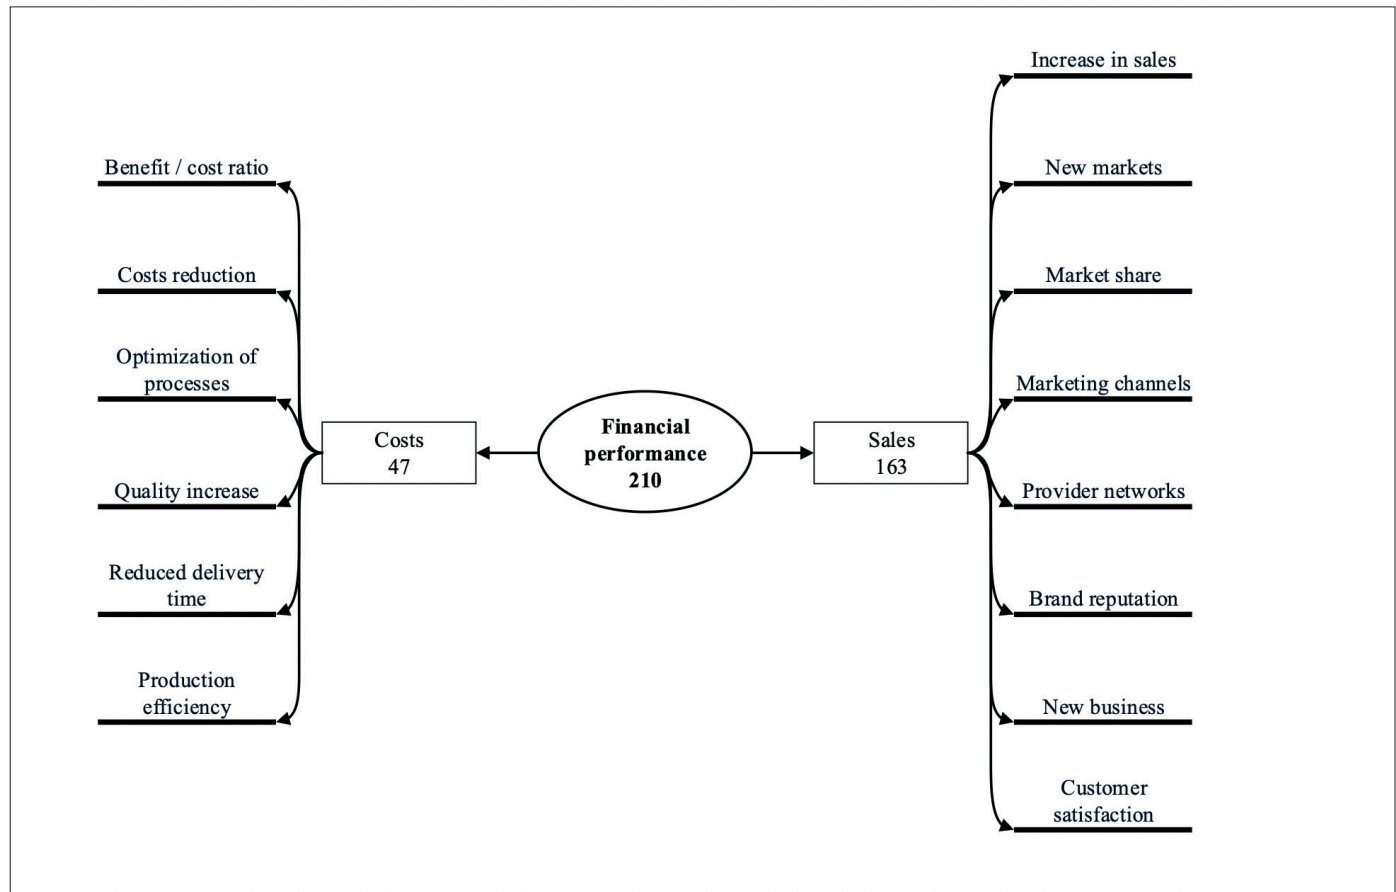 Increase in sales
Benefit / cost ratio
New markets
Costs reduction
Market share
Optimization of
processes
Marketing channels
Costs
47
Financial
performance
210
Sales
163
Quality increase
Provider networks
Reduced delivery
time
Brand reputation
Production
efficiency
New business
Customer
satisfaction